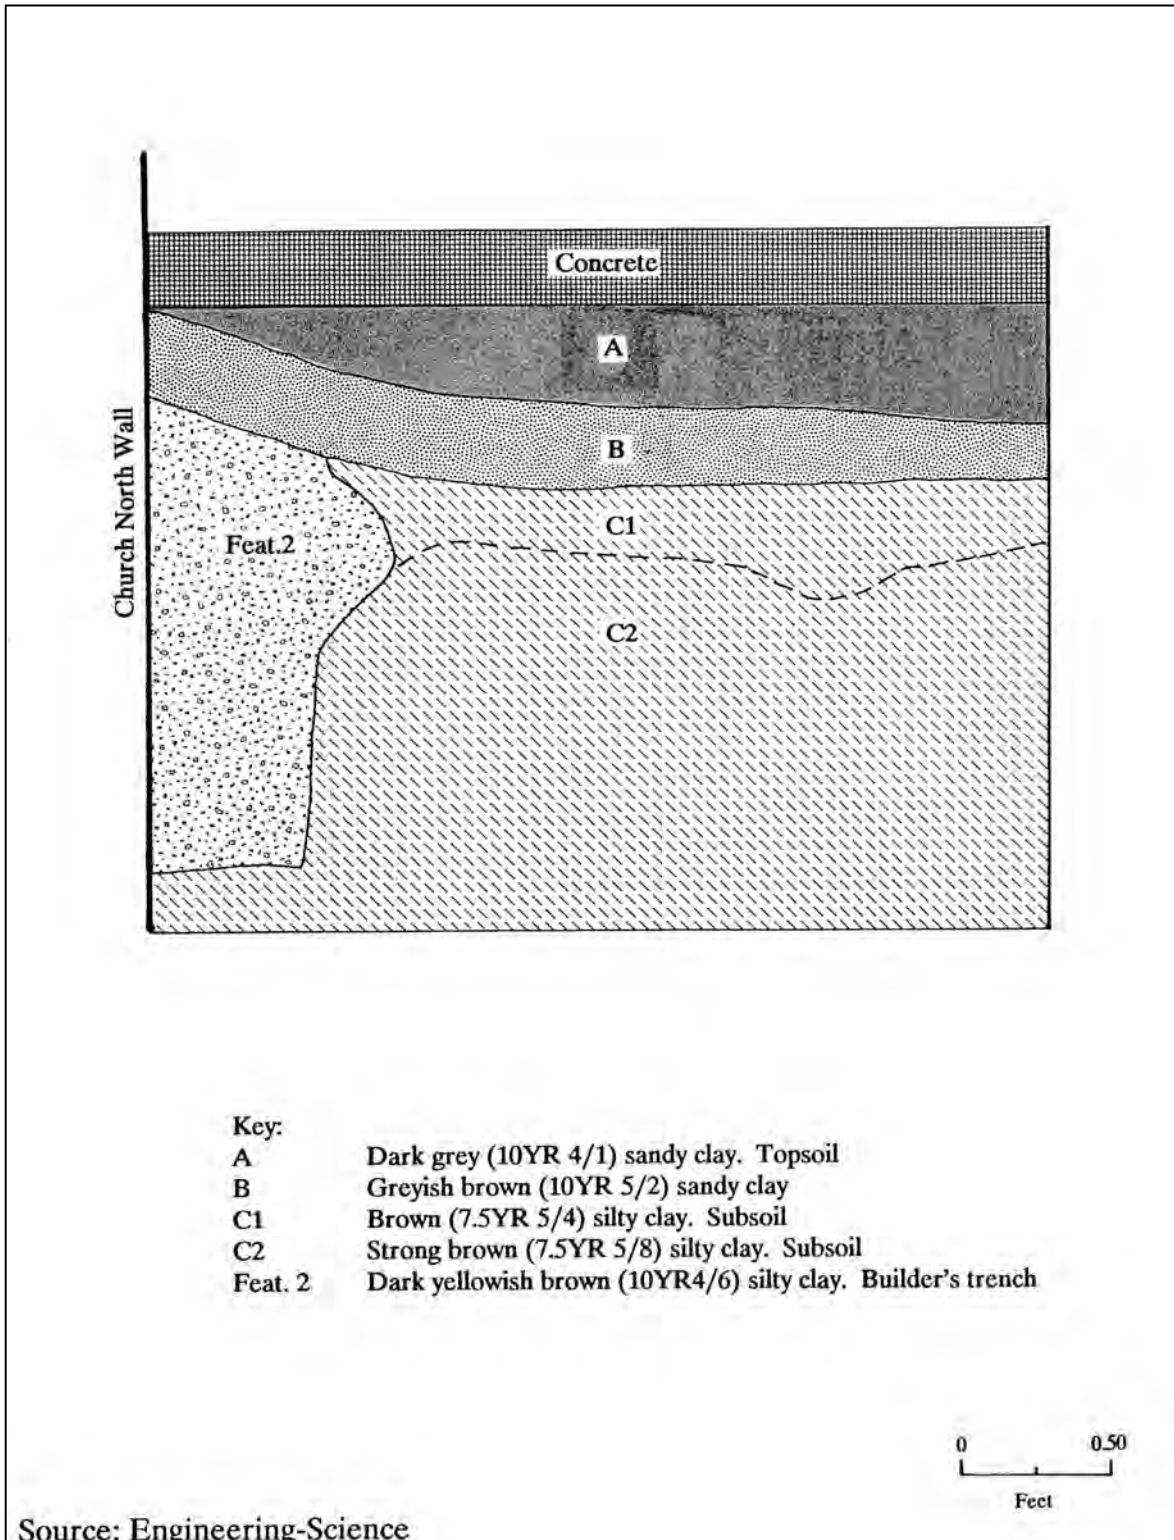 Concrete
A
B
Church North Wall
C1
Feat.2
C2
Key:
A Dark grey (10YR 4/1) sandy clay. Topsoil
B Greyish brown (10YR 5/2) sandy clay
C1 Brown (7.5YR 5/4) silty clay. Subsoil
C2 Strong brown (7.5YR 5/8) silty clay. Subsoil
Feat. 2 Dark yellowish brown (10YR4/6) silty clay. Builder's trench
0 0.50
Feet
Source: Engineering-Science